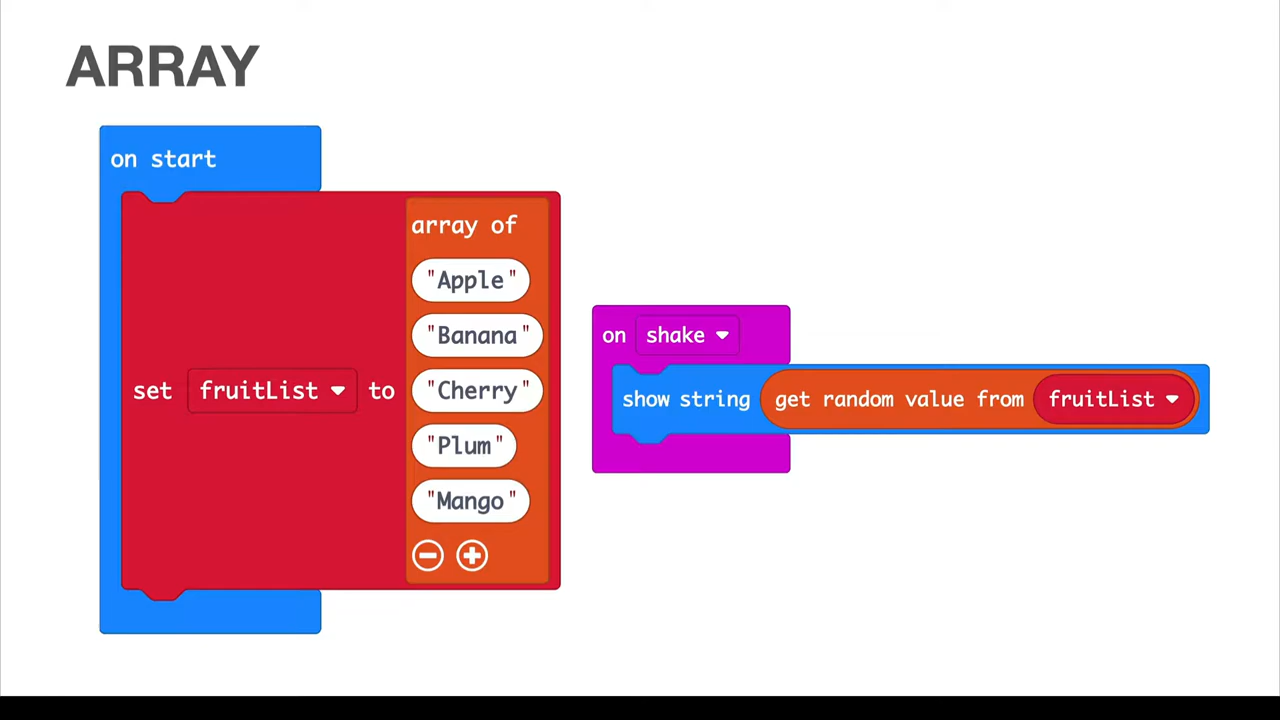 ARRAY
on start
array of
"Apple"
"Banana"
"Cherry"
set fruitList to
"Plum"
"Mango"
on shake
show string get random value from fruitList